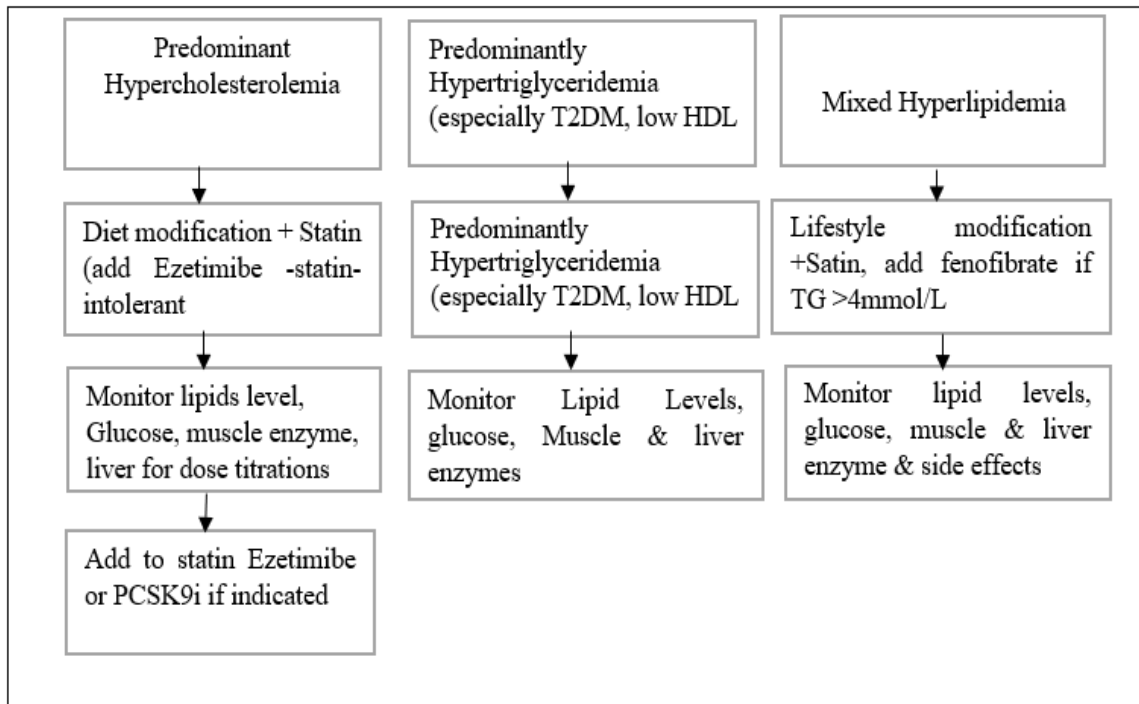 Predominant
Hypercholesterolemia
Diet modification + Statin
(add Ezetimibe -statin-
intolerant
Monitor lipids level,
Glucose, muscle enzyme,
liver for dose titrations
Add to statin Ezetimibe
or PCSK9i if indicated
Predominantly
Hypertriglyceridemia
(especially T2DM, low HDL
Predominantly
Hypertriglyceridemia
(especially T2DM, low HDL
Monitor Lipid Levels,
glucose, Muscle & liver
enzymes
Mixed Hyperlipidemia
Lifestyle modification
+Satin, add fenofibrate if
TG >4mmol/L
Monitor lipid levels,
glucose, muscle & liver
enzyme & side effects